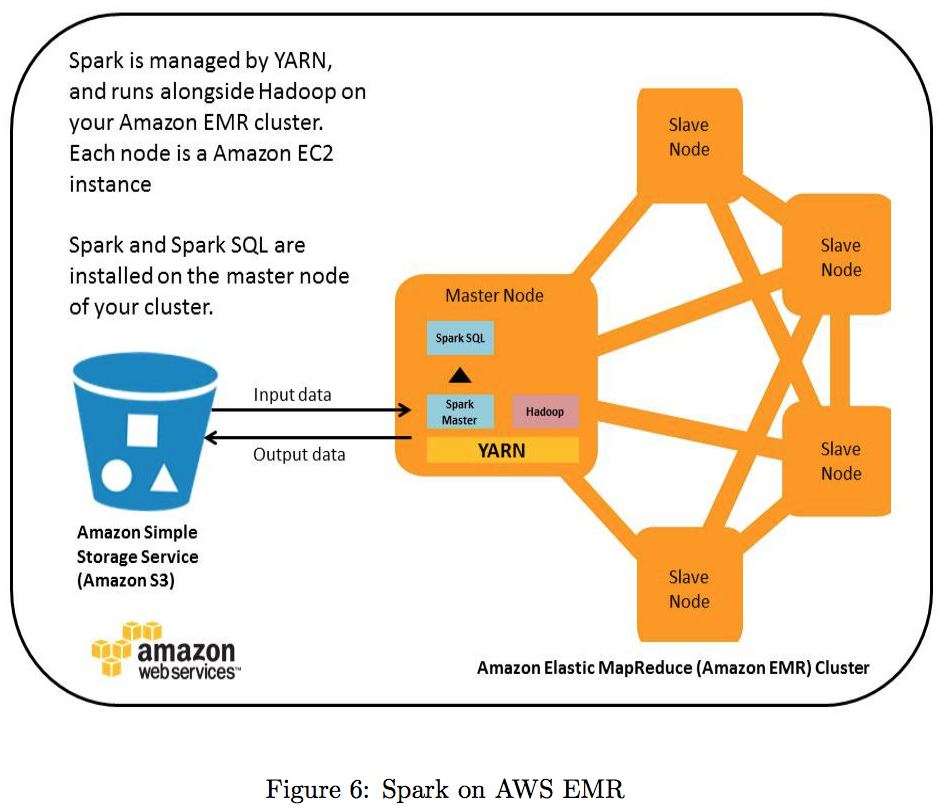 Spark is managed by YARN,
and runs alongside Hadoop on
your Amazon EMR cluster.
Each node is a Amazon EC2
instance
Spark and Spark SQL are
installed on the master node
of your cluster.
Slave
Node
Slave
Node
Master Node
Spark SQL
Spark
Master
Hadoop
YARN
Input data
Output data
Slave
Node
Slave
Node
Amazon Simple
Storage Service
(Amazon S3)
amazon
webservices™
Amazon Elastic MapReduce (Amazon EMR) Cluster
Figure 6: Spark on AWS EMR